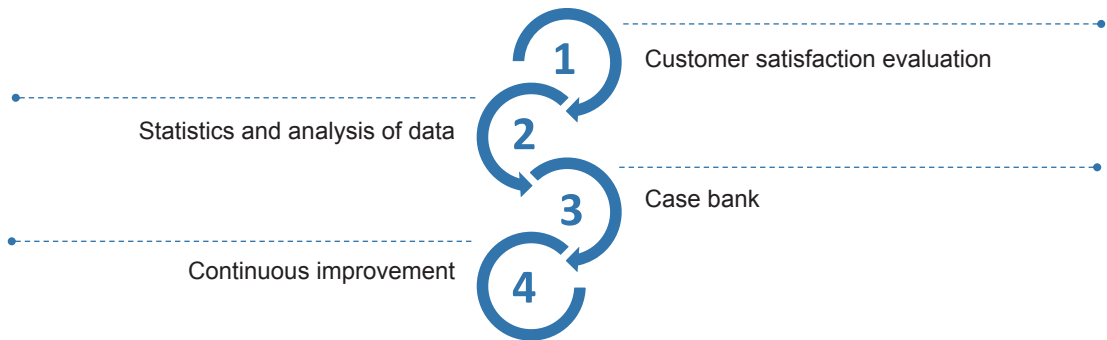 1
Customer satisfaction evaluation
2
Statistics and analysis of data
3
Case bank
4
Continuous improvement